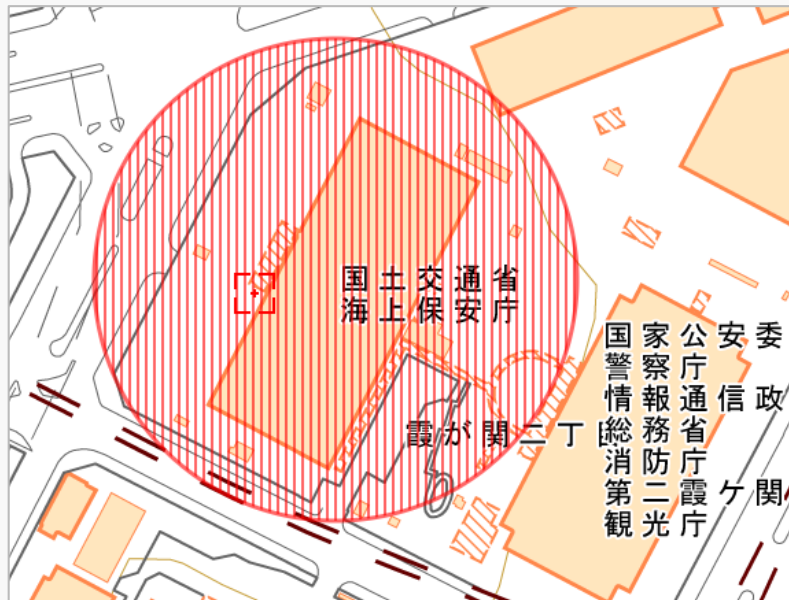 国土交通省
海上保安庁
国家公安委
警察庁
情報通信政
総務省
消防庁
第二霞ケ関
観光庁
霞が関二丁目